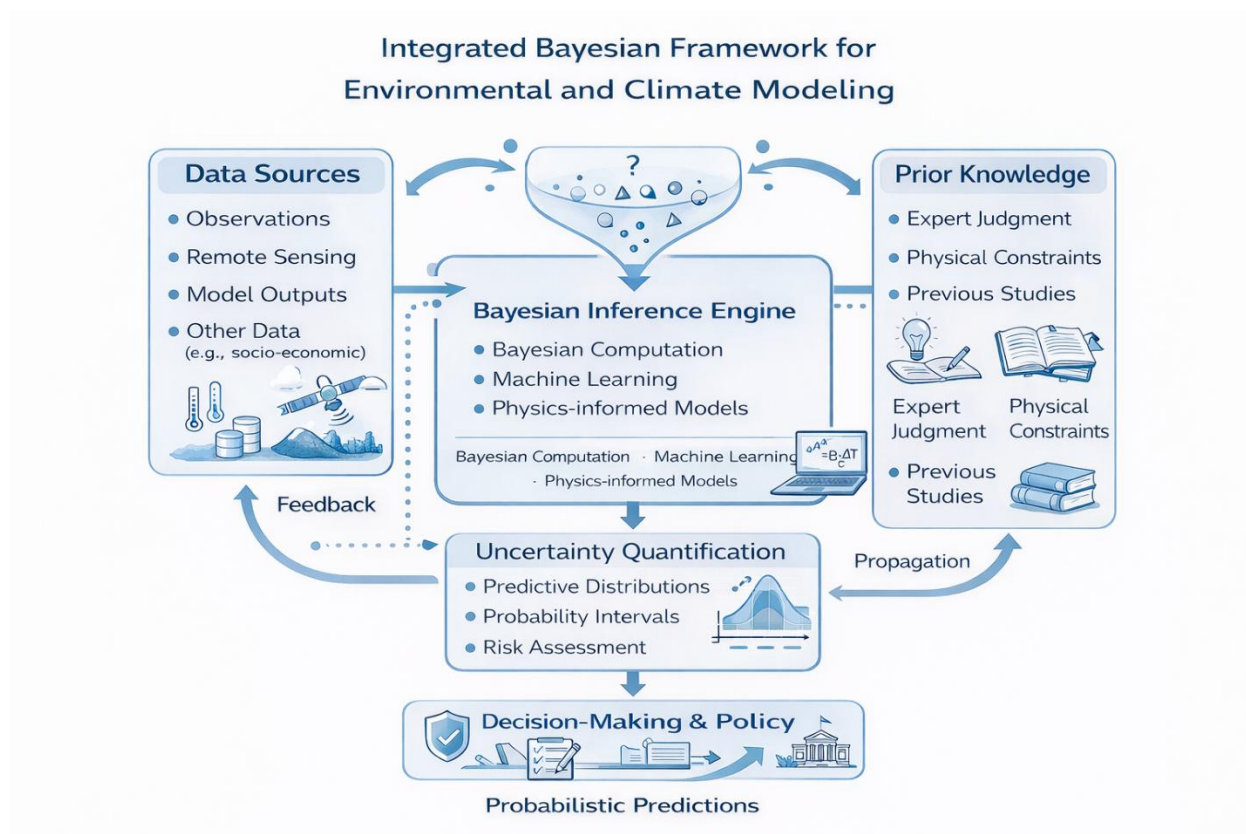 Integrated Bayesian Framework for
Environmental and Climate Modeling
Data Sources
• Observations
• Remote Sensing
• Model Outputs
• Other Data
(e.g., socio-economic)
?
Bayesian Inference Engine
• Bayesian Computation
• Machine Learning
• Physics-informed Models
Bayesian Computation · Machine Learning
· Physics-informed Models
Prior Knowledge
• Expert Judgment
• Physical Constraints
• Previous Studies
Expert
Judgment
Physical
Constraints
• Previous
Studies
Feedback
Uncertainty Quantification
• Predictive Distributions
• Probability Intervals
• Risk Assessment
Propagation
Decision-Making & Policy
Probabilistic Predictions